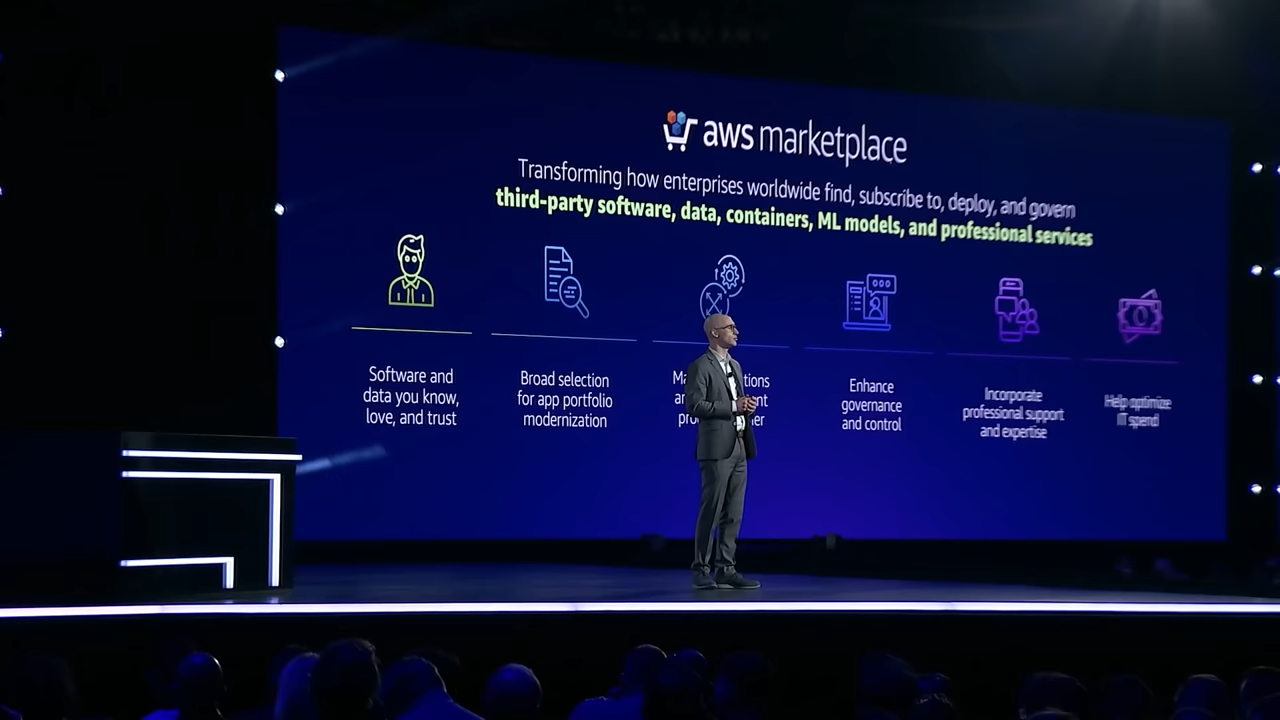 aws marketplace
Transforming how enterprises worldwide find, subscribe to, deploy, and govern
third-party software, data, containers, ML models, and professional services
Software and
data you know,
love, and trust
Broad selection
for app portfolio
modernization
Enhance
governance
and control
Incorporate
professional support
and expertise
Help optimize
IT spend